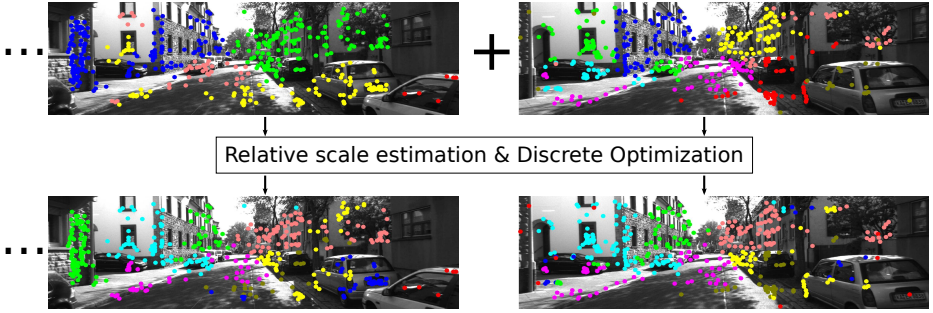 ... +
Relative scale estimation & Discrete Optimization
...